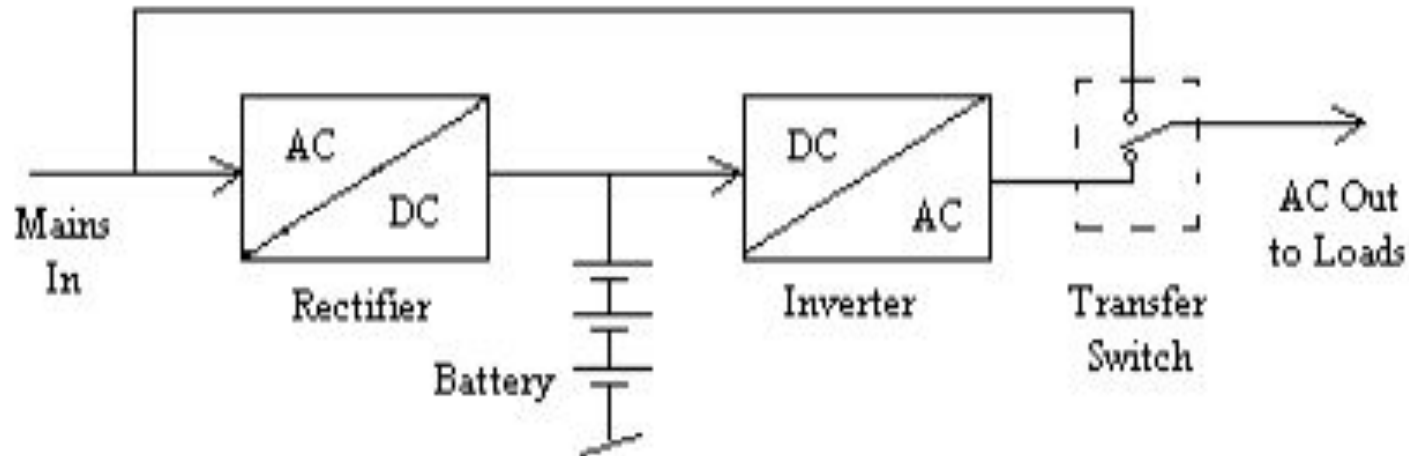 AC
DC
DC
AC
Mains
In
Rectifier
Battery
Inverter
Transfer
Switch
AC Out
to Loads